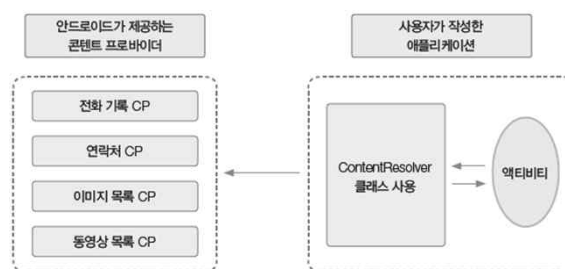 안드로이드가 제공하는
콘텐트 프로바이더
전화 기록 CP
연락처 CP
이미지 목록 CP
동영상 목록 CP
사용자가 작성한
애플리케이션
ContentResolver
클래스 사용
액티비티